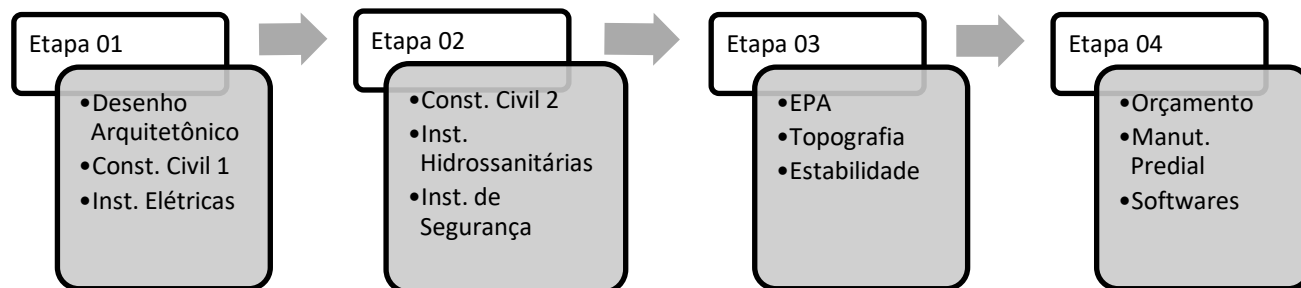 Etapa 01
•Desenho
Arquitetônico
•Const. Civil 1
•Inst. Elétricas
Etapa 02
•Const. Civil 2
•Inst.
Hidrossanitárias
•Inst. de
Segurança
Etapa 03
•EPA
•Topografia
•Estabilidade
Etapa 04
•Orçamento
•Manut.
Predial
•Softwares